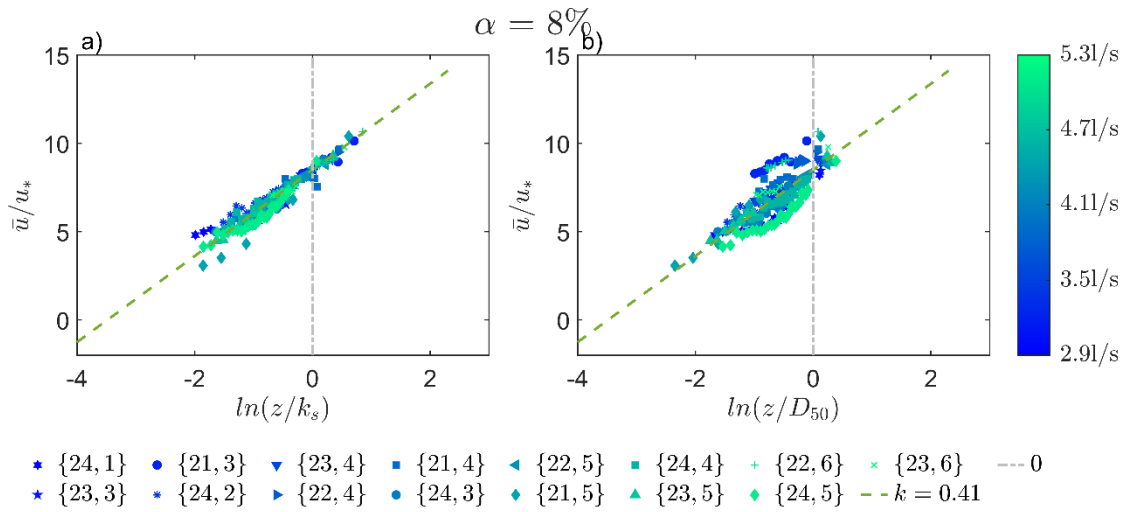 α = 8%
a)
15
10
5
0
-4
-2
0
2
ū/u*
ln(z/k_s)
b)
15
10
5
0
-4
-2
0
2
ū/u*
ln(z/D_50)
5.3l/s
4.7l/s
4.1l/s
3.5l/s
2.9l/s
{24, 1} {21, 3} {23, 4} {21, 4} {22, 5} {24, 4} {22, 6} {23, 6} 0
{23, 3} {24, 2} {22, 4} {24, 3} {21, 5} {23, 5} {24, 5} k = 0.41